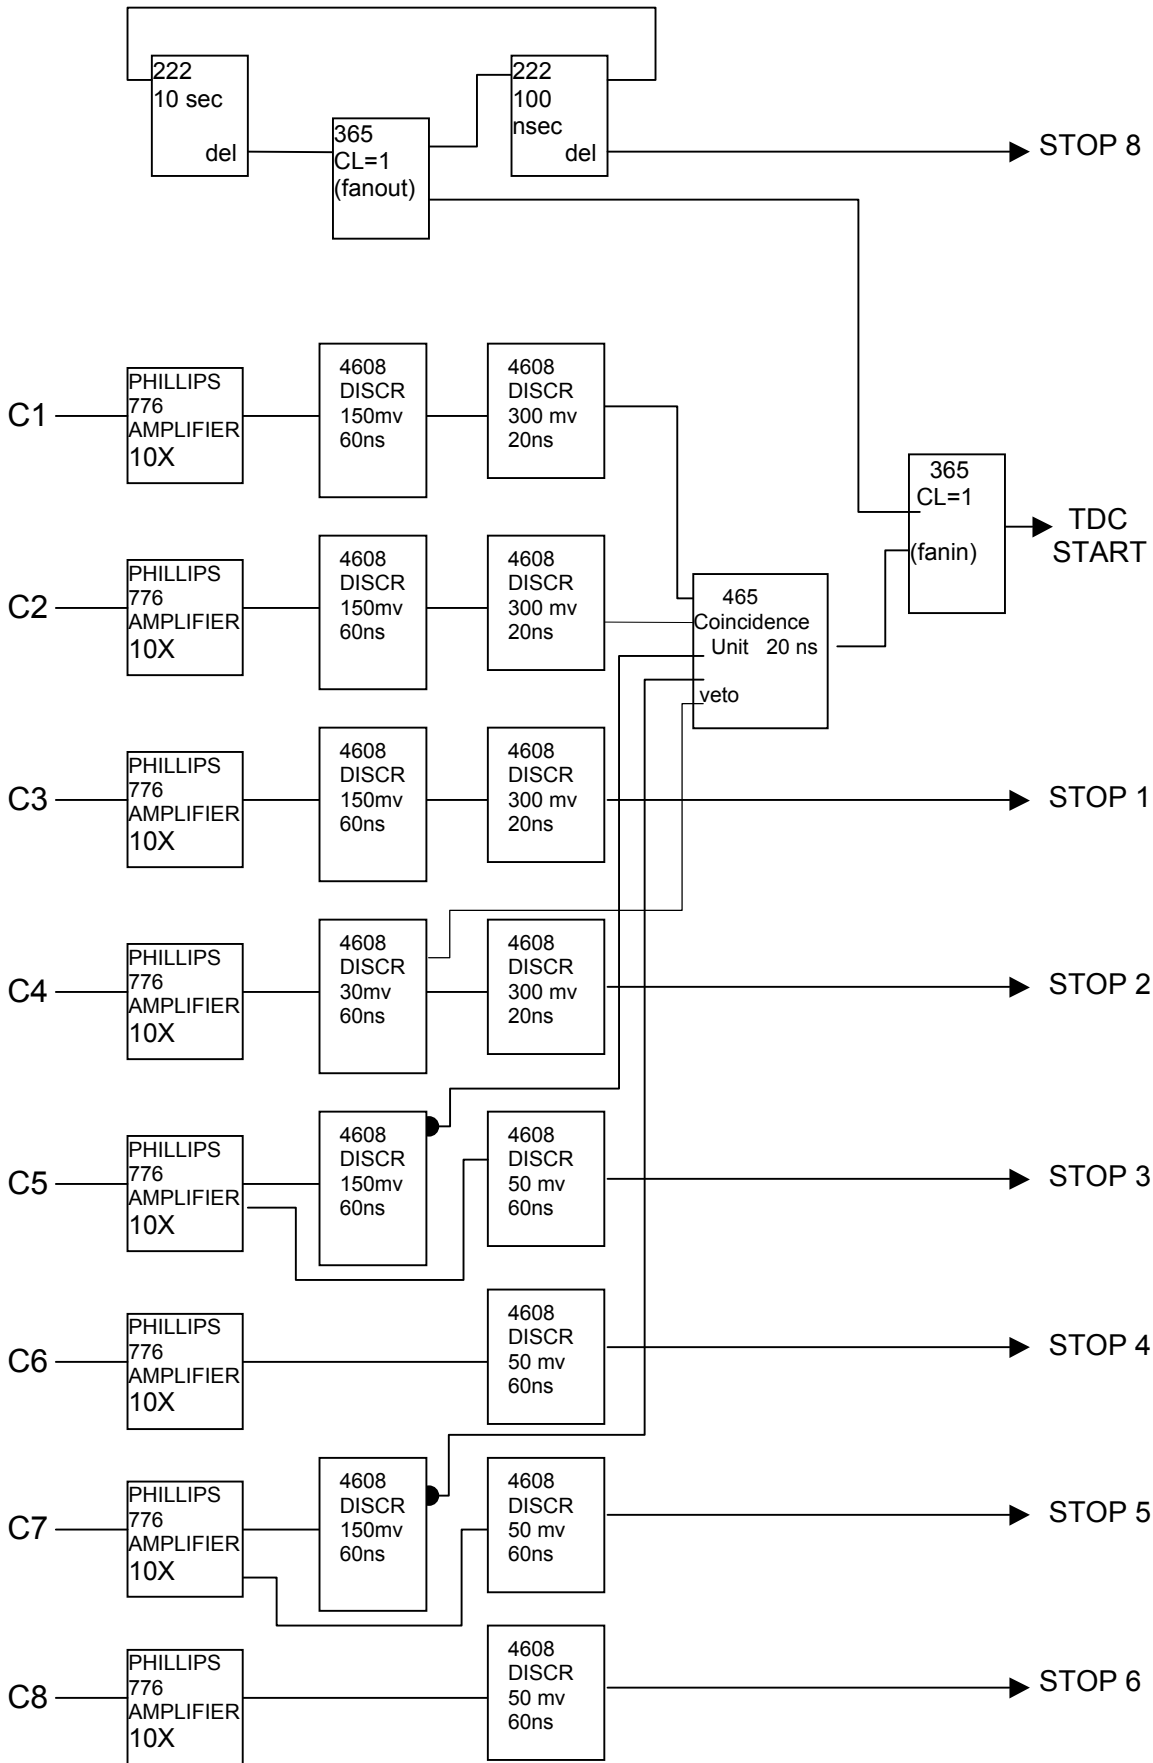 222
10 sec
del
365
CL=1
(fanout)
222
100
nsec
del
STOP 8
C1
PHILLIPS
776
AMPLIFIER
10X
4608
DISCR
150mv
60ns
4608
DISCR
300 mv
20ns
365
CL=1
(fanin)
TDC
START
C2
PHILLIPS
776
AMPLIFIER
10X
4608
DISCR
150mv
60ns
4608
DISCR
300 mv
20ns
465
Coincidence
Unit 20 ns
veto
C3
PHILLIPS
776
AMPLIFIER
10X
4608
DISCR
150mv
60ns
4608
DISCR
300 mv
20ns
STOP 1
C4
PHILLIPS
776
AMPLIFIER
10X
4608
DISCR
30mv
60ns
4608
DISCR
300 mv
20ns
STOP 2
C5
PHILLIPS
776
AMPLIFIER
10X
4608
DISCR
150mv
60ns
4608
DISCR
50 mv
60ns
STOP 3
C6
PHILLIPS
776
AMPLIFIER
10X
4608
DISCR
50 mv
60ns
STOP 4
C7
PHILLIPS
776
AMPLIFIER
10X
4608
DISCR
150mv
60ns
4608
DISCR
50 mv
60ns
STOP 5
C8
PHILLIPS
776
AMPLIFIER
10X
4608
DISCR
50 mv
60ns
STOP 6